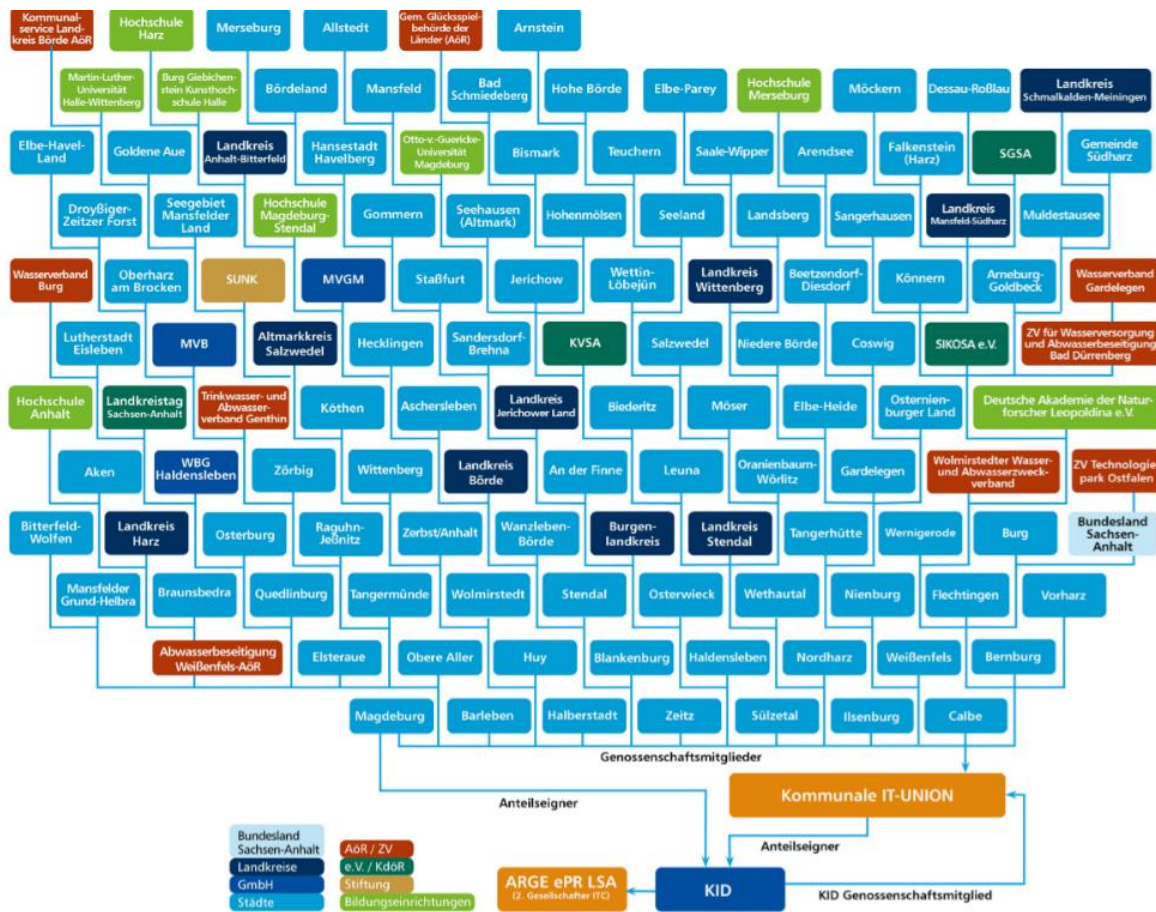 Kommunal-
service Land-
kreis Börde AöR
Hochschule
Harz
Merseburg
Allstedt
Gem. Glücksspiel-
behörde der
Länder (AöR)
Arnstein
Martin-Luther-
Universität
Halle-Wittenberg
Burg Giebichen-
stein Kunsthoch-
schule Halle
Bördeland
Mansfeld
Bad
Schmiedeberg
Hohe Börde
Elbe-Parey
Hochschule
Merseburg
Möckern
Dessau-Roßlau
Landkreis
Schmalkalden-Meiningen
Elbe-Havel-
Land
Goldene Aue
Landkreis
Anhalt-Bitterfeld
Hansestadt
Havelberg
Otto-v.-Guericke-
Universität
Magdeburg
Bismark
Teuchern
Saale-Wipper
Arendsee
Falkenstein
(Harz)
SGSA
Gemeinde
Südharz
Droyßiger-
Zeitzer Forst
Seegebiet
Mansfelder
Land
Hochschule
Magdeburg-
Stendal
Gommern
Seehausen
(Altmark)
Hohenmölsen
Seeland
Landsberg
Sangerhausen
Landkreis
Mansfeld-Südharz
Muldestausee
Wasserverband
Burg
Oberharz
am Brocken
SUNK
MVGM
Staßfurt
Jerichow
Wettin-
Löbejün
Landkreis
Wittenberg
Beetzendorf-
Diesdorf
Könnern
Arneburg-
Goldbeck
Wasserverband
Gardelegen
Lutherstadt
Eisleben
MVB
Altmarkkreis
Salzwedel
Hecklingen
Sandersdorf-
Brehna
KVSA
Salzwedel
Niedere Börde
Coswig
SIKOSA e.V.
ZV für Wasserversorgung
und Abwasserbeseitigung
Bad Dürrenberg
Hochschule
Anhalt
Landkreistag
Sachsen-Anhalt
Trinkwasser- und
Abwasser-
verband Genthin
Köthen
Aschersleben
Landkreis
Jerichower Land
Biederitz
Möser
Elbe-Heide
Osternien-
burger Land
Deutsche Akademie der Natur-
forscher Leopoldina e.V.
Aken
WBG
Haldensleben
Zörbig
Wittenberg
Landkreis
Börde
An der Finne
Leuna
Oranienbaum-
Wörlitz
Gardelegen
Wolmirstedter Wasser-
und Abwasserzweck-
verband
ZV Technologie-
park Ostfalen
Bitterfeld-
Wolfen
Landkreis
Harz
Osterburg
Raguhn-
Jeßnitz
Zerbst/Anhalt
Wanzleben-
Börde
Burgen-
landkreis
Landkreis
Stendal
Tangerhütte
Wernigerode
Burg
Bundesland
Sachsen-
Anhalt
Mansfelder
Grund-Helbra
Braunsbedra
Quedlinburg
Tangermünde
Wolmirstedt
Stendal
Osterwieck
Wethautal
Nienburg
Flechtingen
Vorharz
Abwasserbeseitigung
Weißenfels-AöR
Elsteraue
Obere Aller
Huy
Blankenburg
Haldensleben
Nordharz
Weißenfels
Bernburg
Magdeburg
Barleben
Halberstadt
Zeitz
Sülzetal
Ilsenburg
Calbe
Genossenschaftsmitglieder
Kommunale IT-UNION
Anteilseigner
Anteilseigner
Bundesland
Sachsen-Anhalt
Landkreise
GmbH
Städte
AöR / ZV
e.V. / KdöR
Stiftung
Bildungseinrichtungen
ARGE ePR LSA
(2. Gesellschafter ITC)
KID
KID Genossenschaftsmitglied